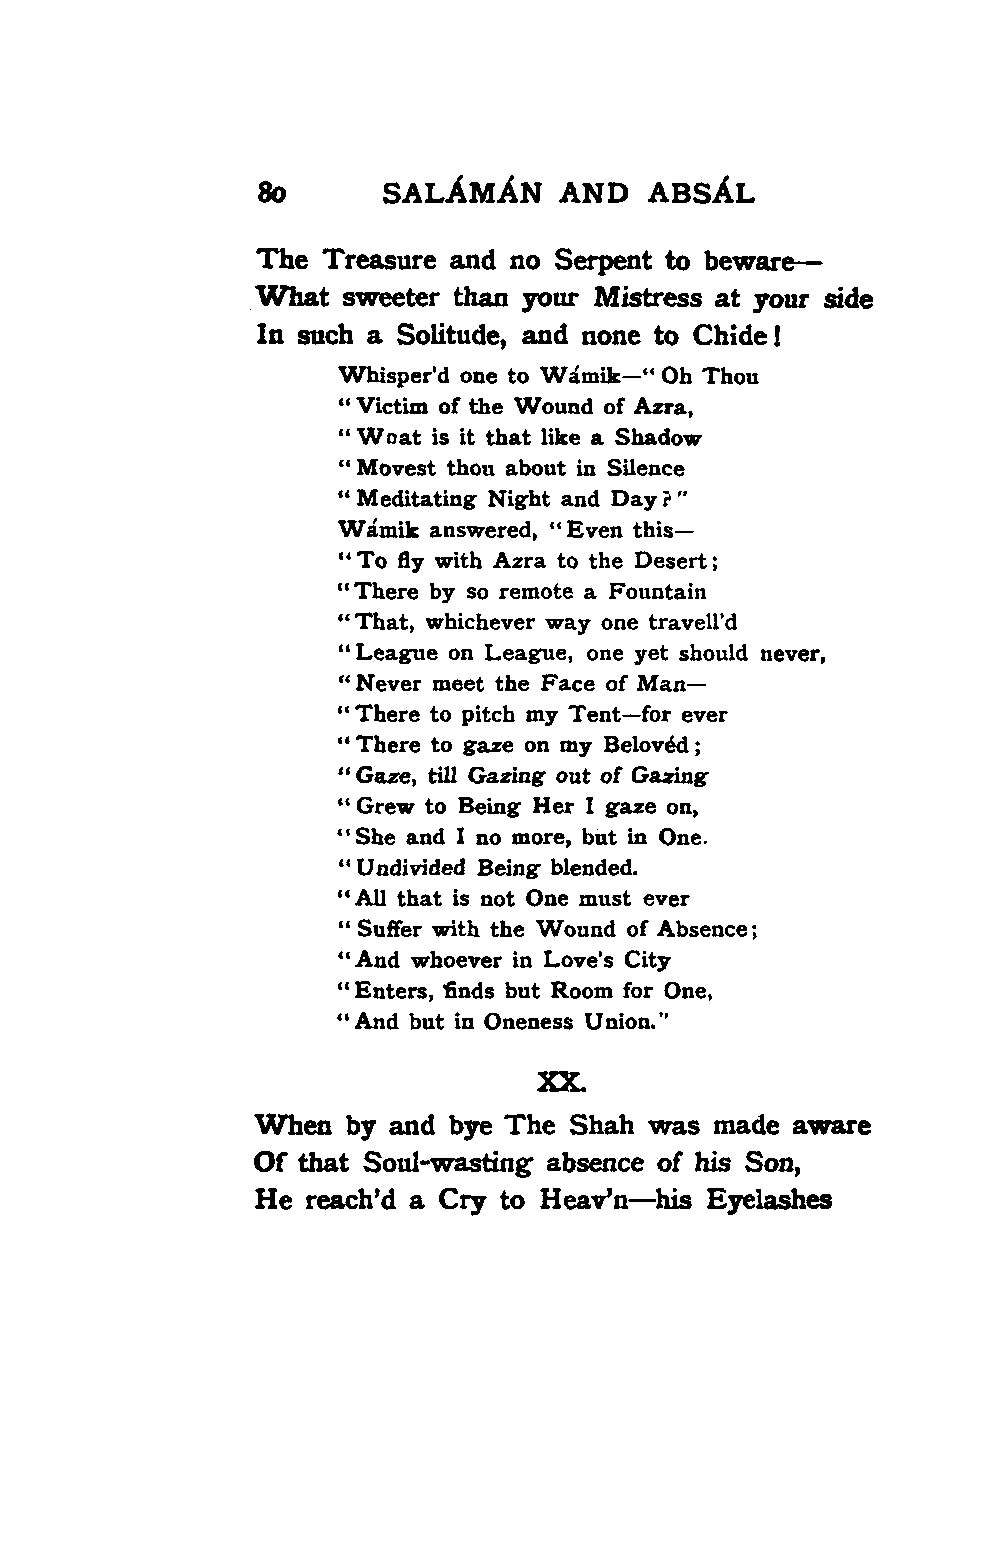 80 SALÁMÁN AND ABSÁL
The Treasure and no Serpent to beware—
What sweeter than your Mistress at your side
In such a Solitude, and none to Chide!
Whisper'd one to Wámik—"Oh Thou
"Victim of the Wound of Azra,
"Wnat is it that like a Shadow
"Movest thou about in Silence
"Meditating Night and Day?"
Wámik answered, "Even this—
"To fly with Azra to the Desert;
"There by so remote a Fountain
"That, whichever way one travell'd
"League on League, one yet should never,
"Never meet the Face of Man—
"There to pitch my Tent—for ever
"There to gaze on my Belovéd;
"Gaze, till Gazing out of Gazing
"Grew to Being Her I gaze on,
"She and I no more, but in One.
"Undivided Being blended.
"All that is not One must ever
"Suffer with the Wound of Absence;
"And whoever in Love's City
"Enters, finds but Room for One,
"And but in Oneness Union."
XX.
When by and bye The Shah was made aware
Of that Soul-wasting absence of his Son,
He reach'd a Cry to Heav'n—his Eyelashes